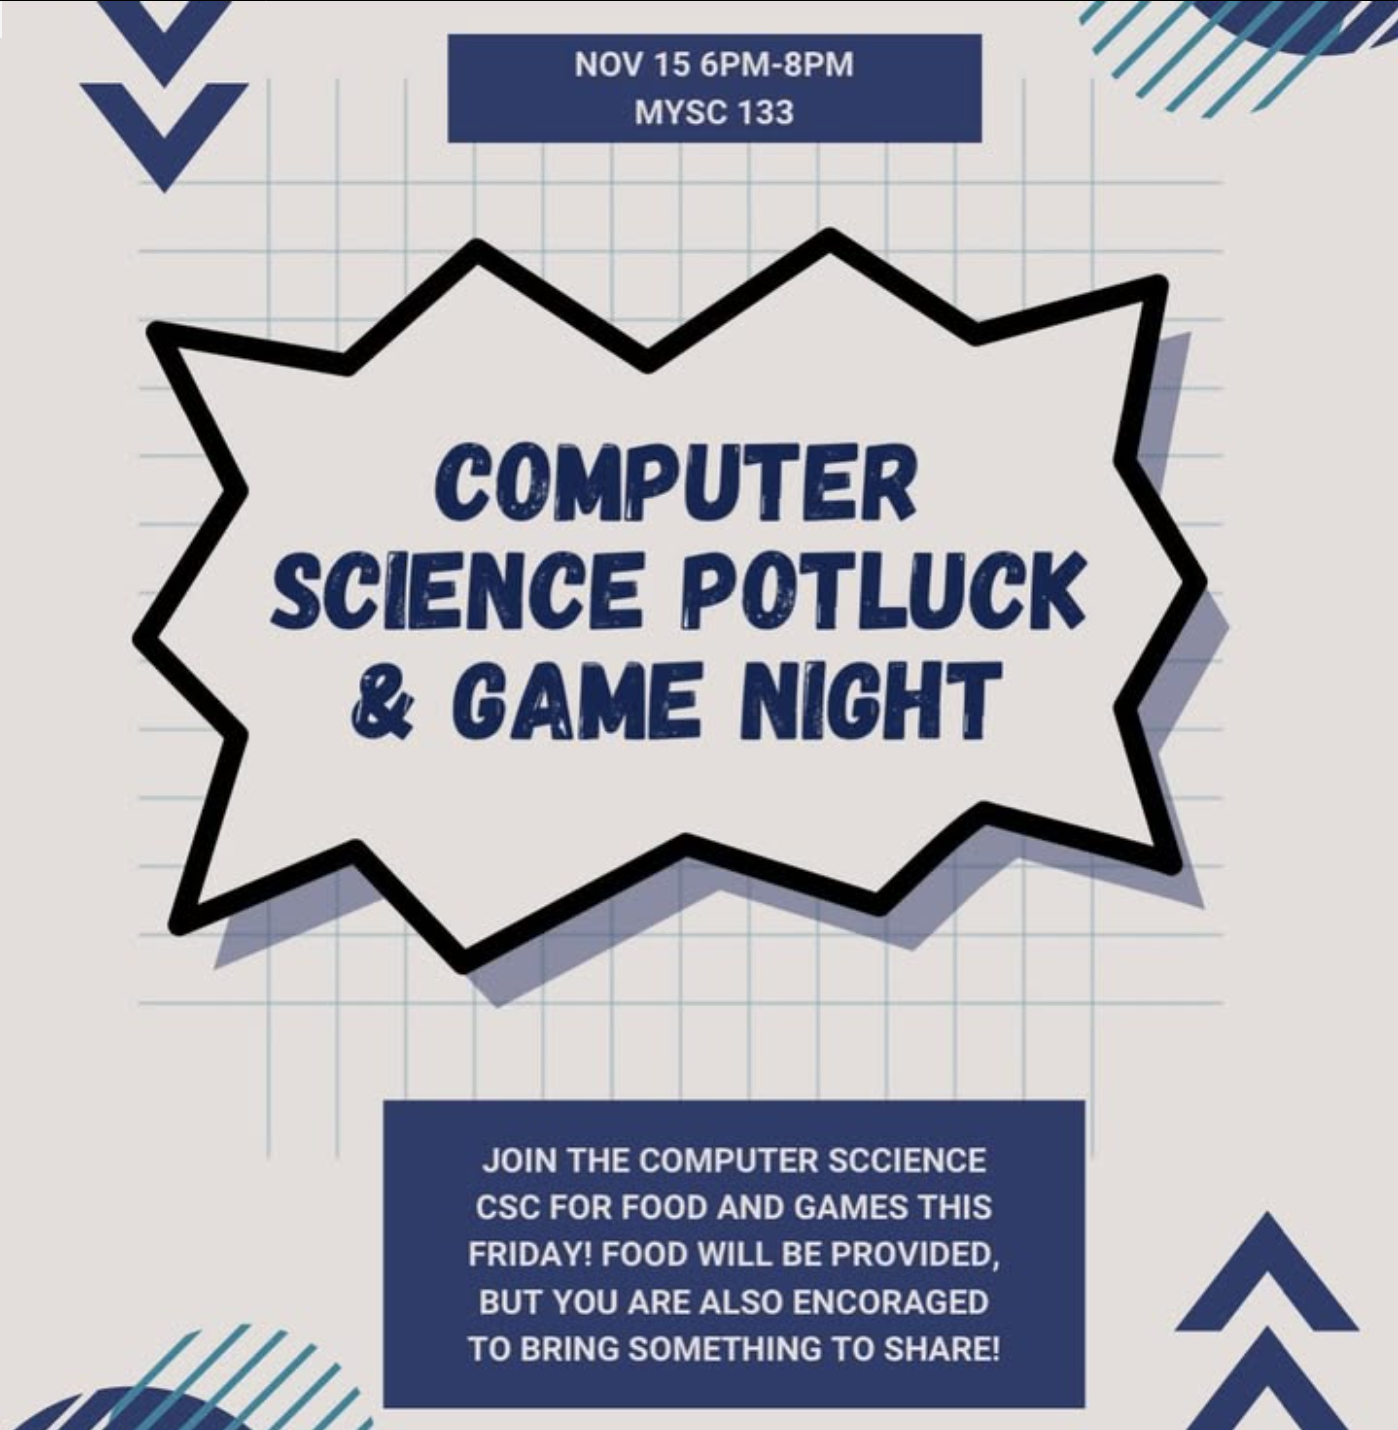 NOV 15 6PM-8PM
MYSC 133
COMPUTER
SCIENCE POTLUCK
& GAME NIGHT
JOIN THE COMPUTER SCCIENCE
CSC FOR FOOD AND GAMES THIS
FRIDAY! FOOD WILL BE PROVIDED,
BUT YOU ARE ALSO ENCORAGED
TO BRING SOMETHING TO SHARE!